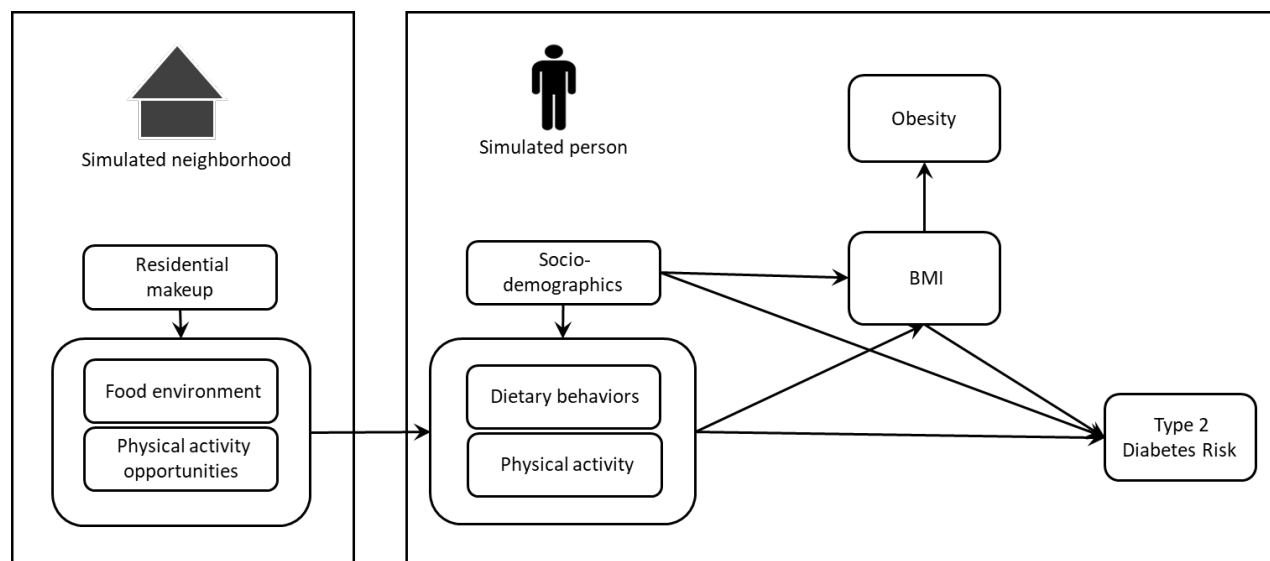 Simulated neighborhood
Residential
makeup
Food environment
Physical activity
opportunities
Simulated person
Socio-
demographics
Dietary behaviors
Physical activity
Obesity
BMI
Type 2
Diabetes Risk